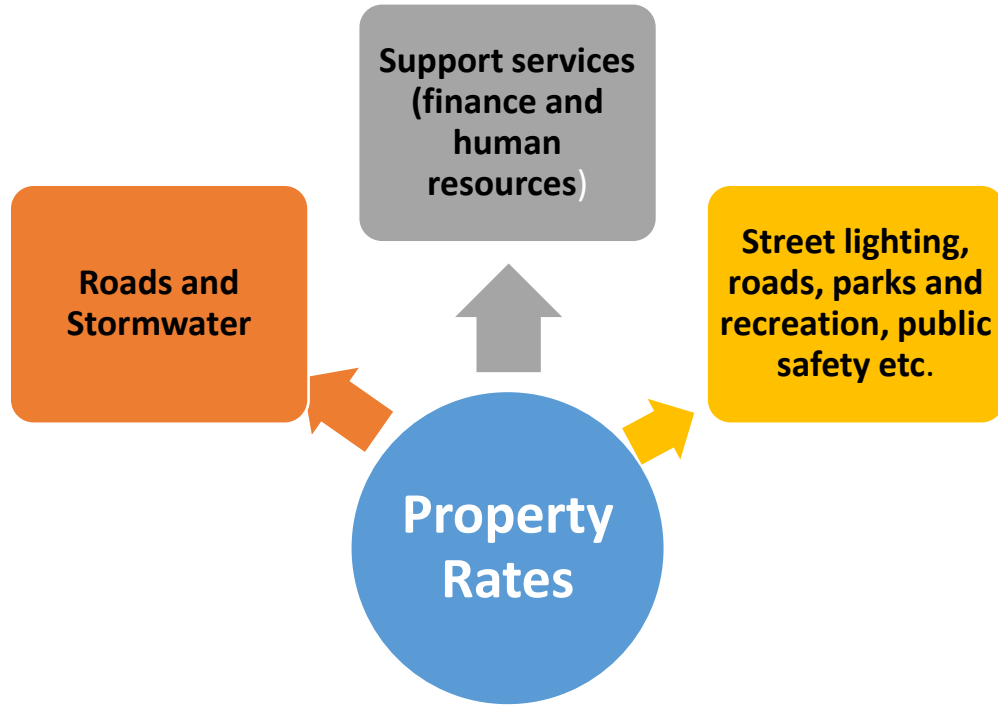 Support services
(finance and
human
resources)
Roads and
Stormwater
Street lighting,
roads, parks and
recreation, public
safety etc.
Property
Rates